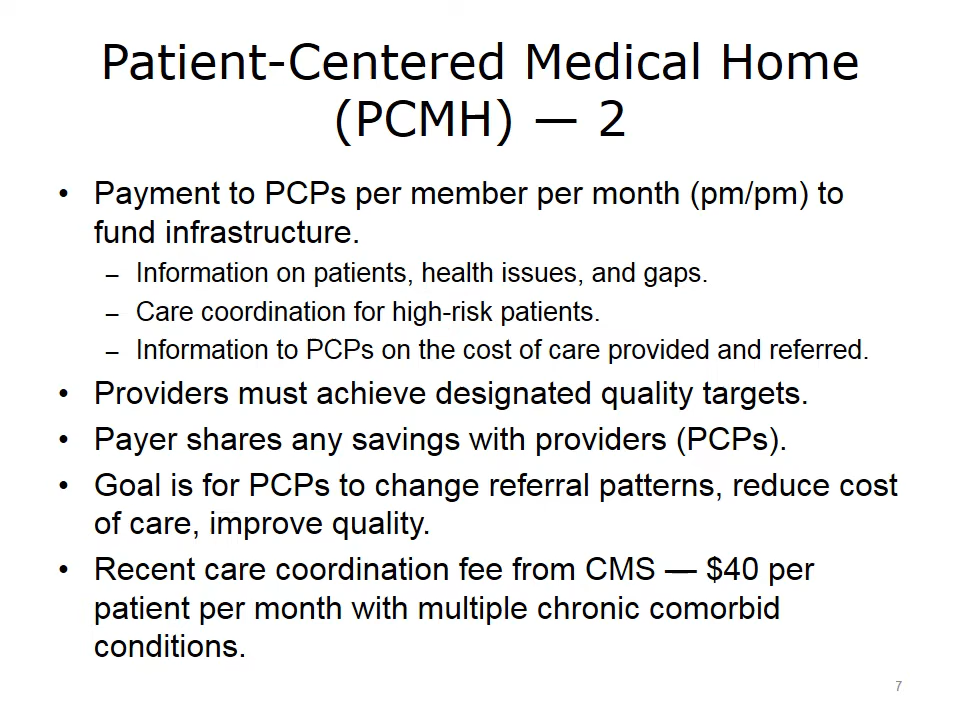 Patient-Centered Medical Home
(PCMH) — 2
• Payment to PCPs per member per month (pm/pm) to
fund infrastructure.
– Information on patients, health issues, and gaps.
– Care coordination for high-risk patients.
– Information to PCPs on the cost of care provided and referred.
• Providers must achieve designated quality targets.
• Payer shares any savings with providers (PCPs).
• Goal is for PCPs to change referral patterns, reduce cost
of care, improve quality.
• Recent care coordination fee from CMS — $40 per
patient per month with multiple chronic comorbid
conditions.
7